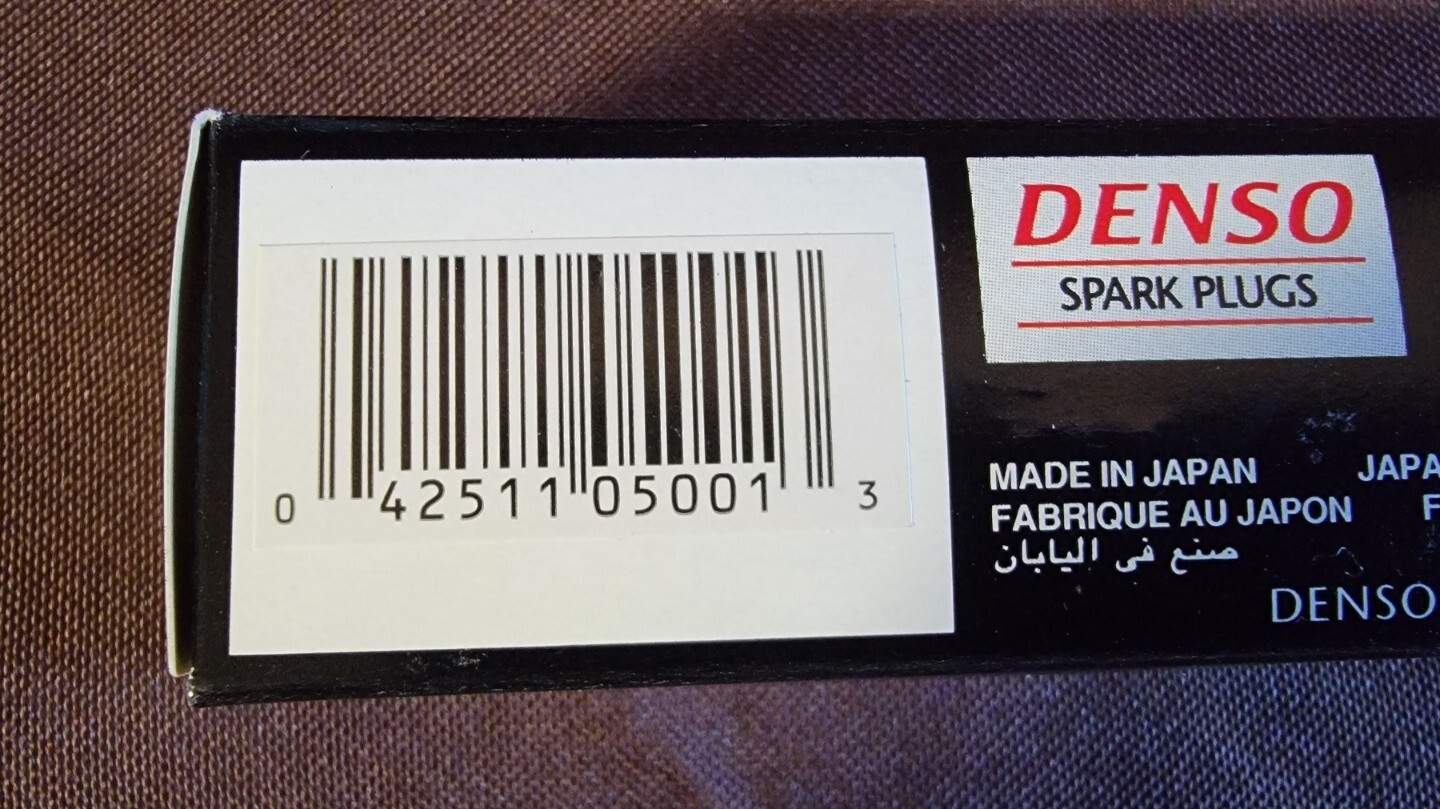 0 42511 05001 3
DENSO
SPARK PLUGS
MADE IN JAPAN
FABRIQUE AU JAPON
صنع فى اليابان
DENSO